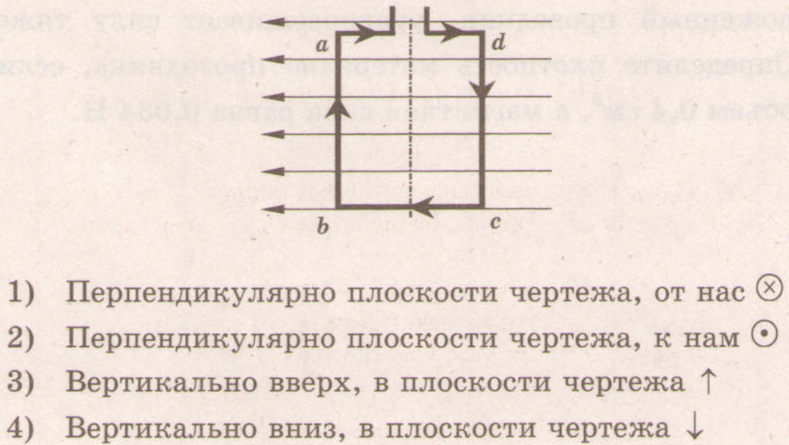 a
d
b
c
1) Перпендикулярно плоскости чертежа, от нас ⊗
2) Перпендикулярно плоскости чертежа, к нам ⊙
3) Вертикально вверх, в плоскости чертежа ↑
4) Вертикально вниз, в плоскости чертежа ↓